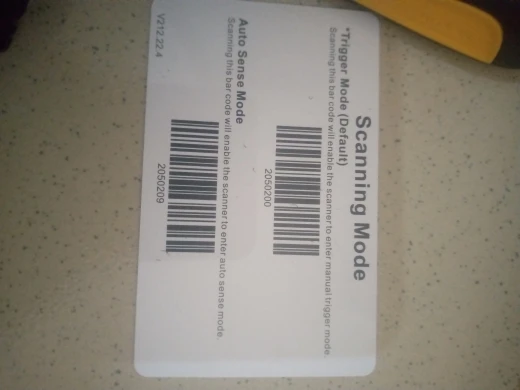 Scanning Mode
*Trigger Mode (Default)
Scanning this bar code will enable the scanner to enter manual trigger mode.
2050200
Auto Sense Mode
Scanning this bar code will enable the scanner to enter auto sense mode.
2050209
V212.22.4